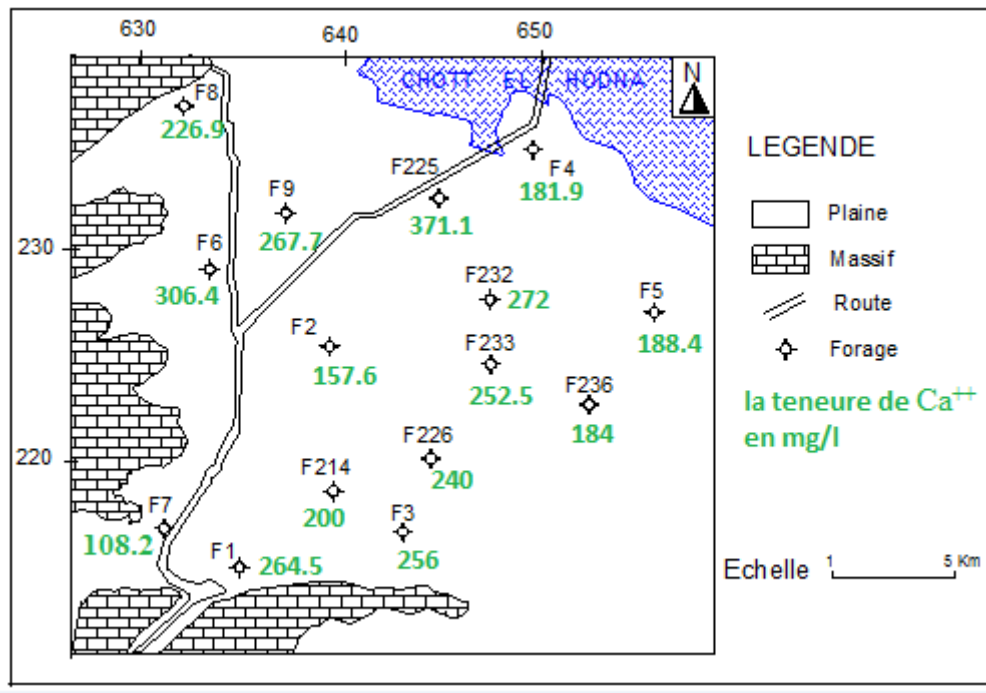 630 640 650
CHOTT EL HODNA
N
F8
226.9
F225
371.1
F4
181.9
F9
267.7
230
F6
306.4
F232
272
F5
188.4
F2
157.6
F233
252.5
F236
184
220
F226
240
F214
200
F7
108.2
F3
256
F1
264.5
LEGENDE
Plaine
Massif
Route
Forage
la teneure de Ca⁺⁺
en mg/l
Echelle 1 5 Km